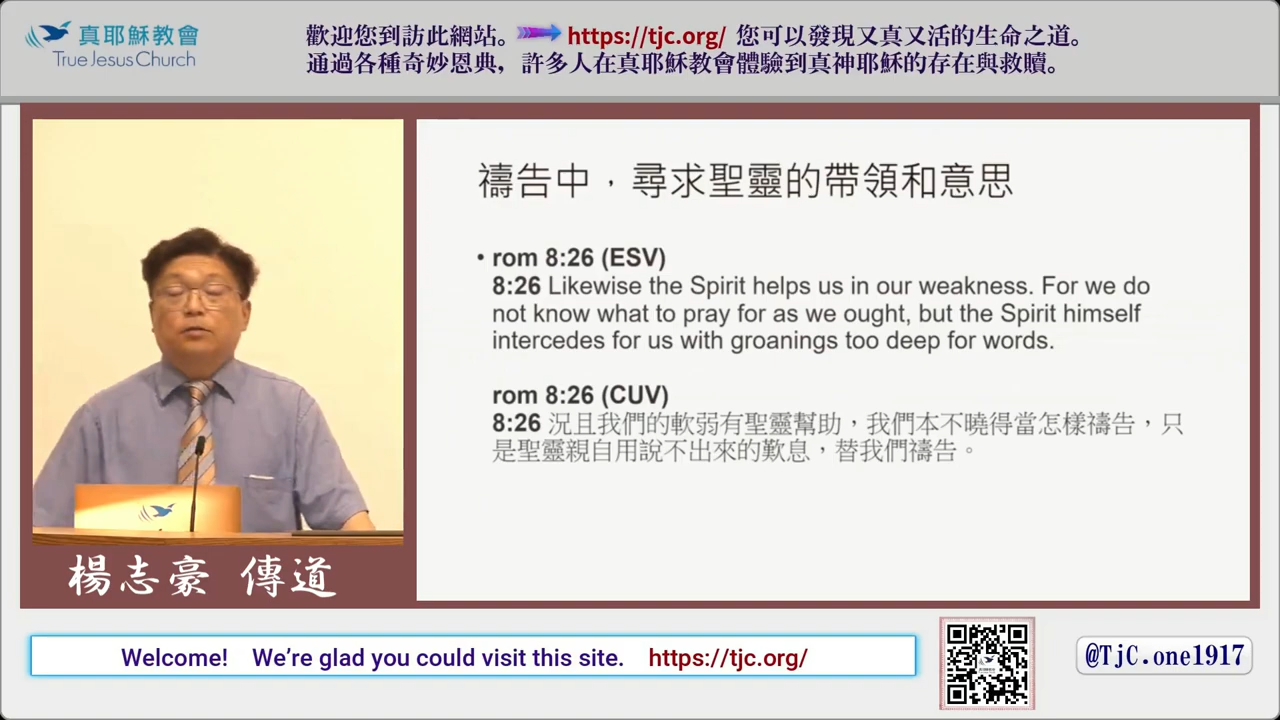 真耶穌教會
True Jesus Church
歡迎您到訪此網站。 https://tjc.org/ 您可以發現又真又活的生命之道。
通過各種奇妙恩典，許多人在真耶穌教會體驗到真神耶穌的存在與救贖。
禱告中，尋求聖靈的帶領和意思
• rom 8:26 (ESV)
8:26 Likewise the Spirit helps us in our weakness. For we do
not know what to pray for as we ought, but the Spirit himself
intercedes for us with groanings too deep for words.
rom 8:26 (CUV)
8:26 況且我們的軟弱有聖靈幫助，我們本不曉得當怎樣禱告，只
是聖靈親自用說不出來的歎息，替我們禱告。
楊志豪 傳道
Welcome! We’re glad you could visit this site. https://tjc.org/
@TjC.one1917